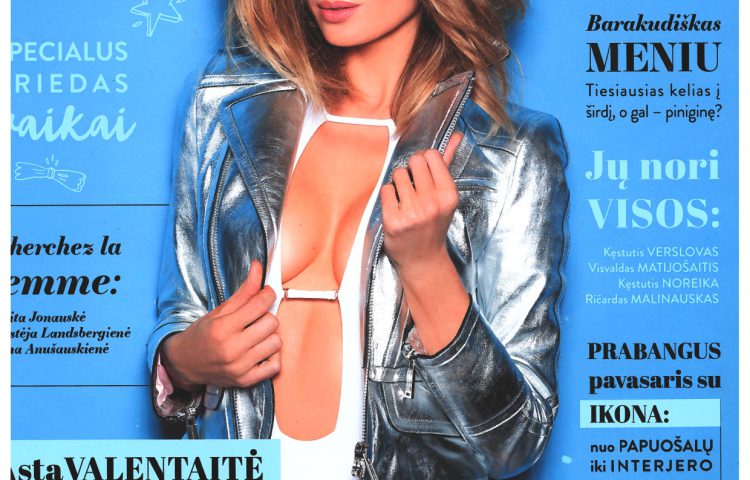 PECIALUS
RIEDAS
vaikai
herchez la
emme:
ita Jonauskė
stėja Landsbergienė
na Anušauskienė
Asta VALENTAITĖ
Barakudiškas
MENIU
Tiesiausias kelias į
širdį, o gal – piniginę?
Jų nori
VISOS:
Kęstutis VERSLOVAS
Visvaldas MATIJOŠAITIS
Kęstutis NOREIKA
Ričardas MALINAUSKAS
PRABANGUS
pavasaris su
IKONA:
nuo PAPUOŠALŲ
iki INTERJERO